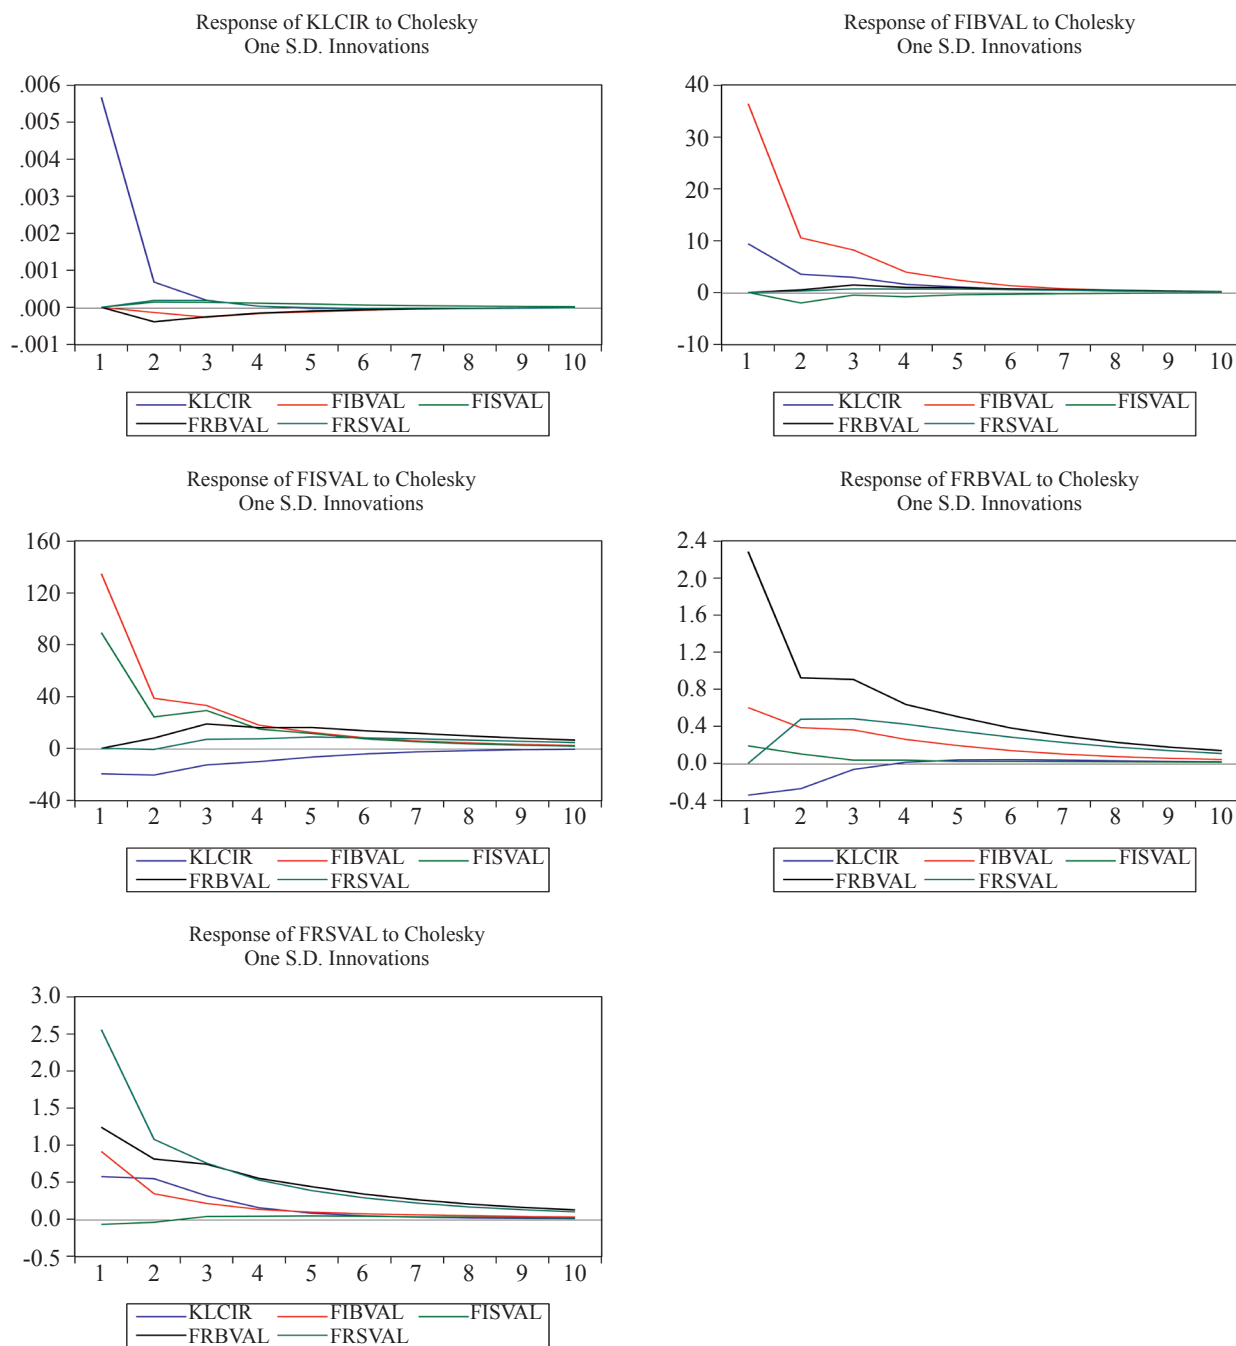 Response of KLCIR to Cholesky
One S.D. Innovations
.006
.005
.004
.003
.002
.001
.000
-.001
1 2 3 4 5 6 7 8 9 10
KLCIR FIBVAL FISVAL
FRBVAL FRSVAL
Response of FIBVAL to Cholesky
One S.D. Innovations
40
30
20
10
0
-10
1 2 3 4 5 6 7 8 9 10
KLCIR FIBVAL FISVAL
FRBVAL FRSVAL
Response of FISVAL to Cholesky
One S.D. Innovations
160
120
80
40
0
-40
1 2 3 4 5 6 7 8 9 10
KLCIR FIBVAL FISVAL
FRBVAL FRSVAL
Response of FRBVAL to Cholesky
One S.D. Innovations
2.4
2.0
1.6
1.2
0.8
0.4
0.0
-0.4
1 2 3 4 5 6 7 8 9 10
KLCIR FIBVAL FISVAL
FRBVAL FRSVAL
Response of FRSVAL to Cholesky
One S.D. Innovations
3.0
2.5
2.0
1.5
1.0
0.5
0.0
-0.5
1 2 3 4 5 6 7 8 9 10
KLCIR FIBVAL FISVAL
FRBVAL FRSVAL